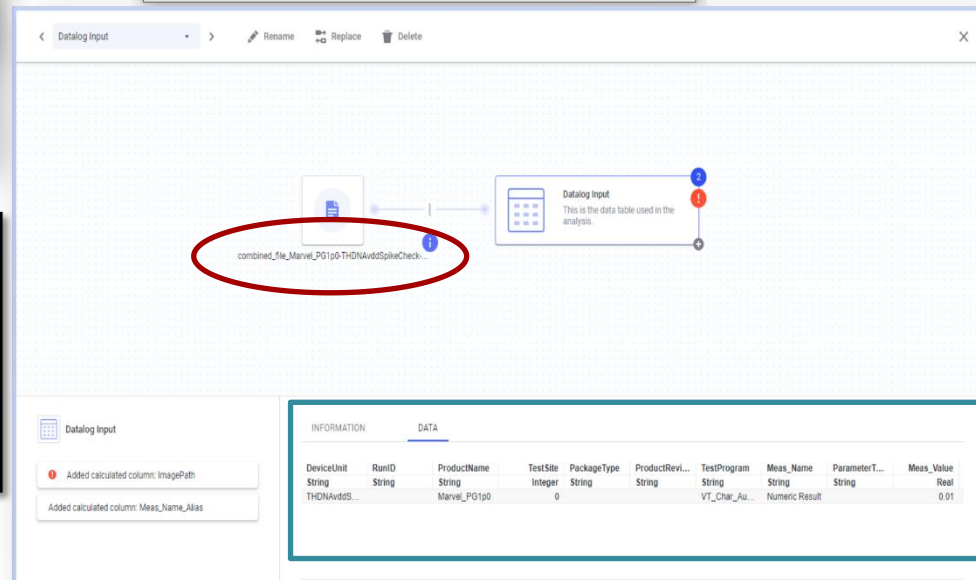 Datalog Input
Rename
Replace
Delete
2
Datalog Input
This is the data table used in the
analysis.
!
i
combined_file_Marvel_PG1p0-THDNAvddSpikeCheck-...
Datalog Input
! Added calculated column: ImagePath
Added calculated column: Meas_Name_Alias
INFORMATION DATA
DeviceUnit RunID ProductName TestSite PackageType ProductRevi... TestProgram Meas_Name ParameterT... Meas_Value
String String String Integer String String String String String Real
THDNAvddS... Marvel_PG1p0 0 VT_Char_Au... Numeric Result 0.01